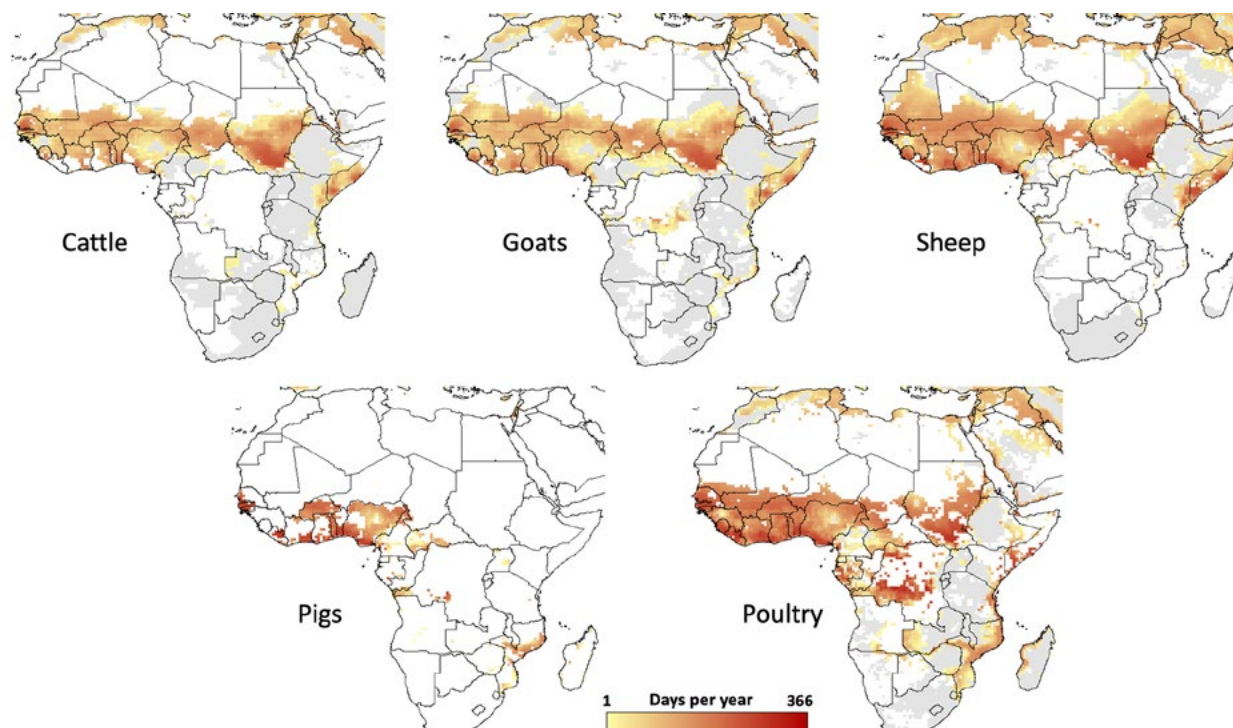 Cattle
Goats
Sheep
Pigs
Poultry
1 Days per year 366